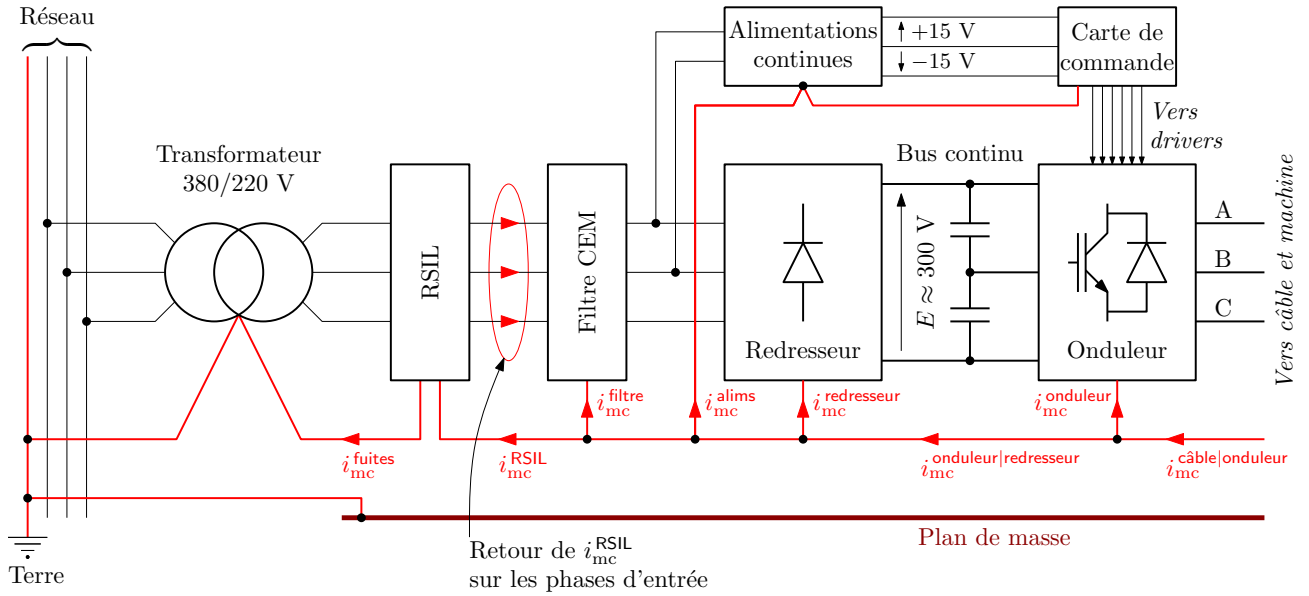 Réseau
Transformateur
380/220 V
RSIL
Filtre CEM
Alimentations
continues
+15 V
−15 V
Carte de
commande
Vers
drivers
Bus continu
E ≈ 300 V
Redresseur
Onduleur
A
B
C
Vers câble et machine
i_mc^fuites
i_mc^RSIL
i_mc^filtre
i_mc^alims
i_mc^redresseur
i_mc^onduleur|redresseur
i_mc^onduleur
i_mc^câble|onduleur
Plan de masse
Retour de i_mc^RSIL
sur les phases d'entrée
Terre